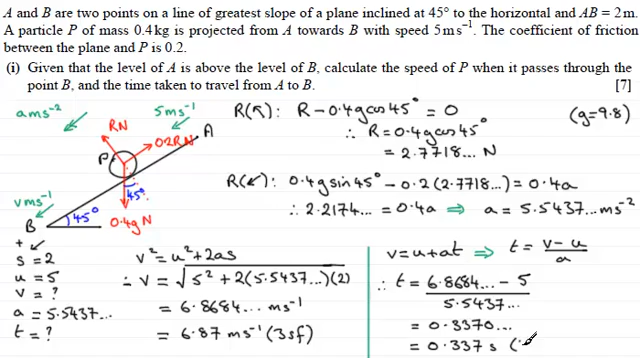 A and B are two points on a line of greatest slope of a plane inclined at 45° to the horizontal and AB = 2 m.
A particle P of mass 0.4 kg is projected from A towards B with speed 5 m s⁻¹. The coefficient of friction
between the plane and P is 0.2.
(i) Given that the level of A is above the level of B, calculate the speed of P when it passes through the
point B, and the time taken to travel from A to B. [7]
a ms⁻²
5ms⁻¹
RN
0.2RN
A
P
45°
v ms⁻¹
B
45°
0.4g N
R(↖): R - 0.4g cos45° = 0 (g=9.8)
∴ R = 0.4g cos45°
= 2.7718... N
R(↙): 0.4g sin45° - 0.2(2.7718...) = 0.4a
∴ 2.2174... = 0.4a ⇒ a = 5.5437... ms⁻²
+ ↙
s = 2
u = 5
v = ?
a = 5.5437...
t = ?
v² = u² + 2as
∴ v = √5² + 2(5.5437...)(2)
= 6.8684... ms⁻¹
= 6.87 ms⁻¹ (3sf)
v = u + at ⇒ t = v - u / a
∴ t = 6.8684... - 5 / 5.5437...
= 0.3370...
= 0.337 s (